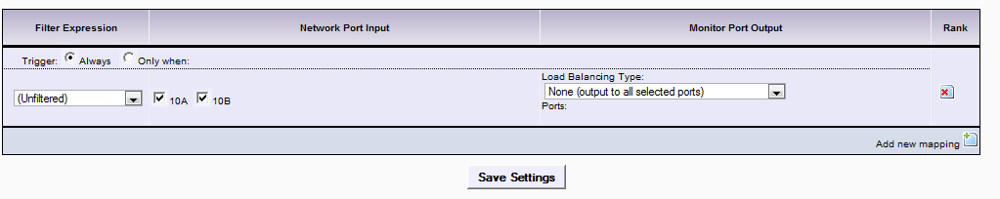 Filter Expression Network Port Input Monitor Port Output Rank
Trigger: Always Only when:
Load Balancing Type:
(Unfiltered) 10A 10B None (output to all selected ports)
Ports:
Add new mapping
Save Settings